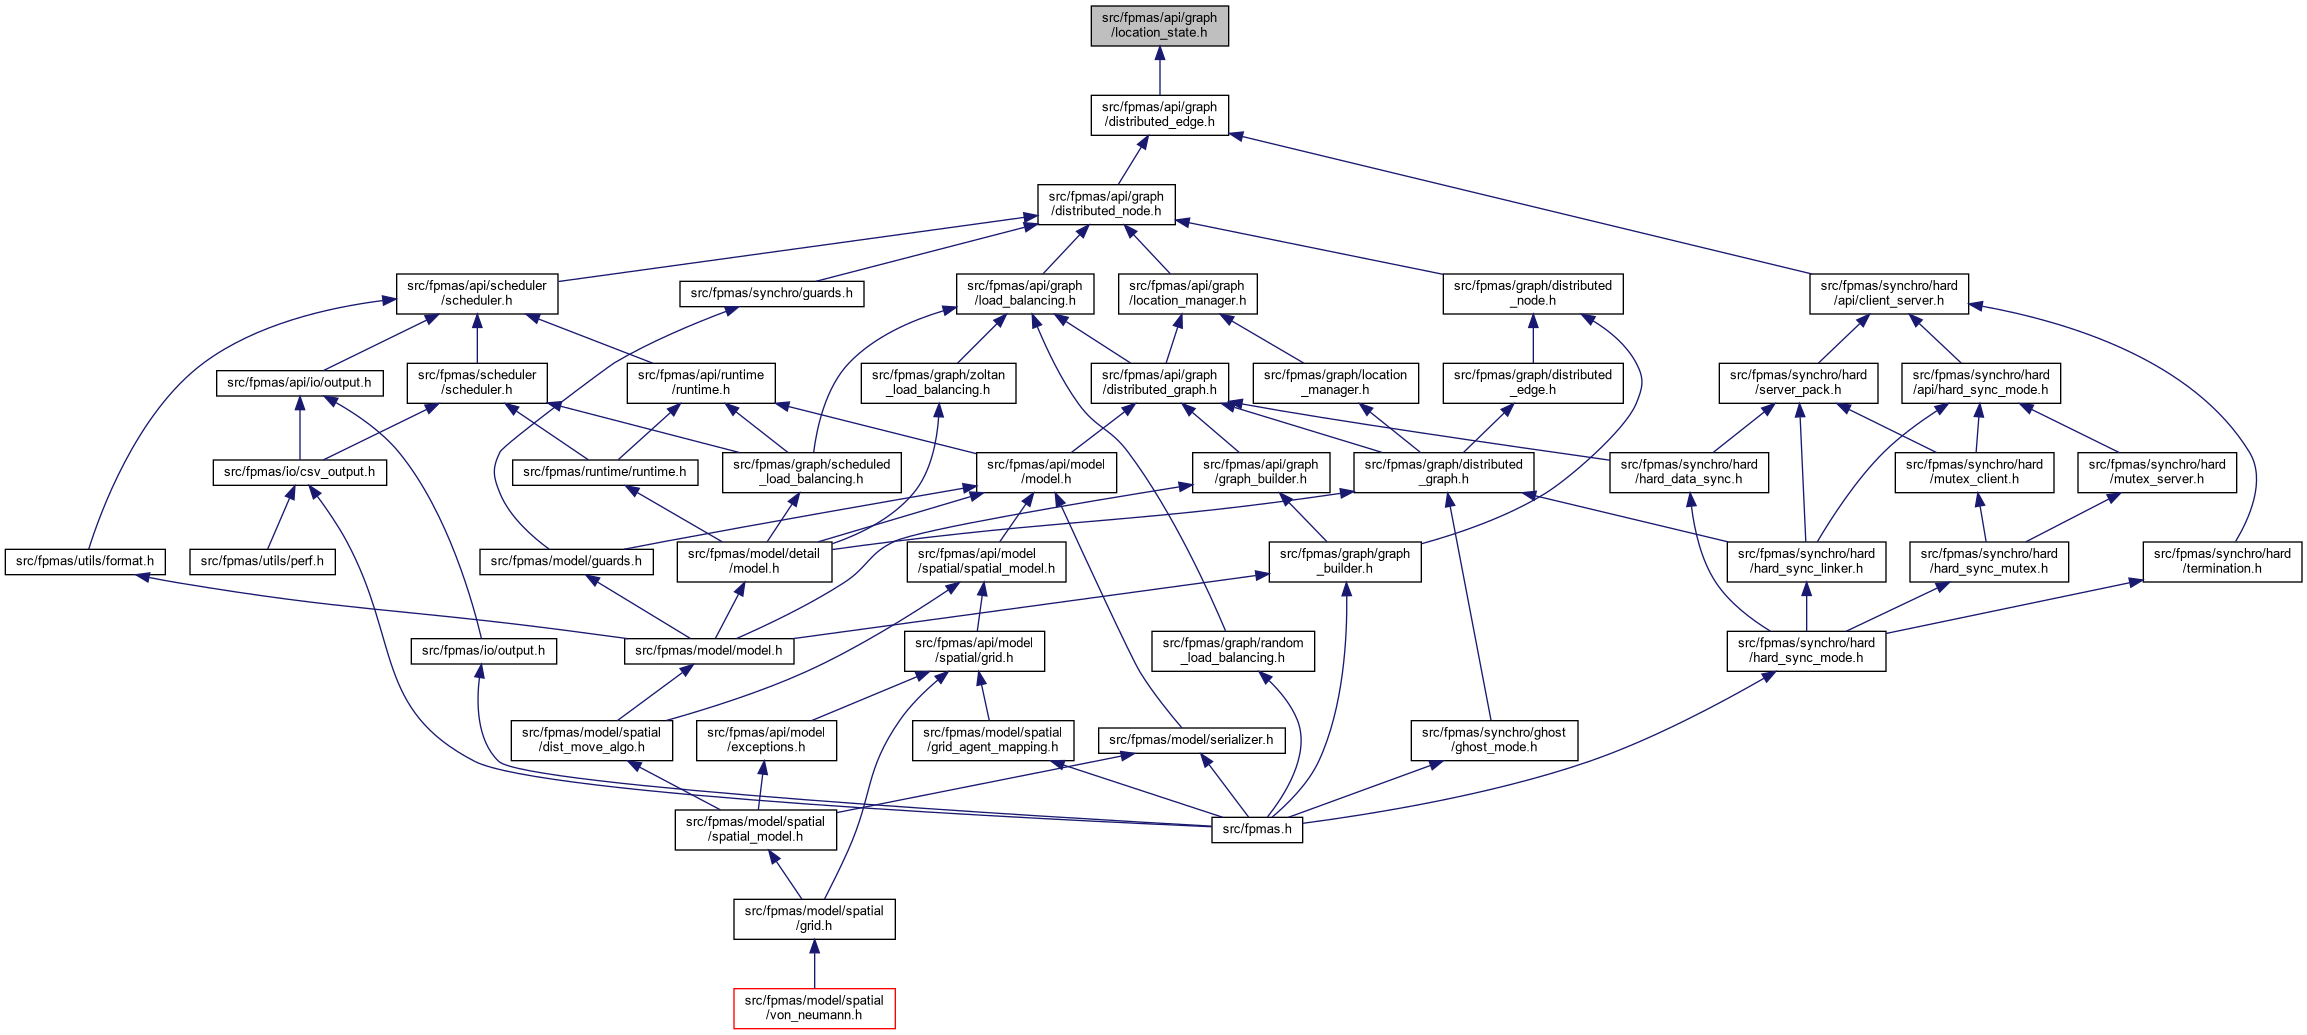 src/fpmas/api/graph
/location_state.h
src/fpmas/api/graph
/distributed_edge.h
src/fpmas/api/graph
/distributed_node.h
src/fpmas/api/scheduler
/scheduler.h
src/fpmas/synchro/guards.h
src/fpmas/api/graph
/load_balancing.h
src/fpmas/api/graph
/location_manager.h
src/fpmas/graph/distributed
_node.h
src/fpmas/synchro/hard
/api/client_server.h
src/fpmas/api/io/output.h
src/fpmas/scheduler
/scheduler.h
src/fpmas/api/runtime
/runtime.h
src/fpmas/graph/zoltan
_load_balancing.h
src/fpmas/api/graph
/distributed_graph.h
src/fpmas/graph/location
_manager.h
src/fpmas/graph/distributed
_edge.h
src/fpmas/synchro/hard
/server_pack.h
src/fpmas/synchro/hard
/api/hard_sync_mode.h
src/fpmas/io/csv_output.h
src/fpmas/runtime/runtime.h
src/fpmas/graph/scheduled
_load_balancing.h
src/fpmas/api/model
/model.h
src/fpmas/api/graph
/graph_builder.h
src/fpmas/graph/distributed
_graph.h
src/fpmas/synchro/hard
/hard_data_sync.h
src/fpmas/synchro/hard
/mutex_client.h
src/fpmas/synchro/hard
/mutex_server.h
src/fpmas/utils/format.h
src/fpmas/utils/perf.h
src/fpmas/model/guards.h
src/fpmas/model/detail
/model.h
src/fpmas/api/model
/spatial/spatial_model.h
src/fpmas/graph/graph
_builder.h
src/fpmas/synchro/hard
/hard_sync_linker.h
src/fpmas/synchro/hard
/hard_sync_mutex.h
src/fpmas/synchro/hard
/termination.h
src/fpmas/io/output.h
src/fpmas/model/model.h
src/fpmas/api/model
/spatial/grid.h
src/fpmas/graph/random
_load_balancing.h
src/fpmas/synchro/hard
/hard_sync_mode.h
src/fpmas/model/spatial
/dist_move_algo.h
src/fpmas/api/model
/exceptions.h
src/fpmas/model/spatial
/grid_agent_mapping.h
src/fpmas/model/serializer.h
src/fpmas/synchro/ghost
/ghost_mode.h
src/fpmas/model/spatial
/spatial_model.h
src/fpmas.h
src/fpmas/model/spatial
/grid.h
src/fpmas/model/spatial
/von_neumann.h